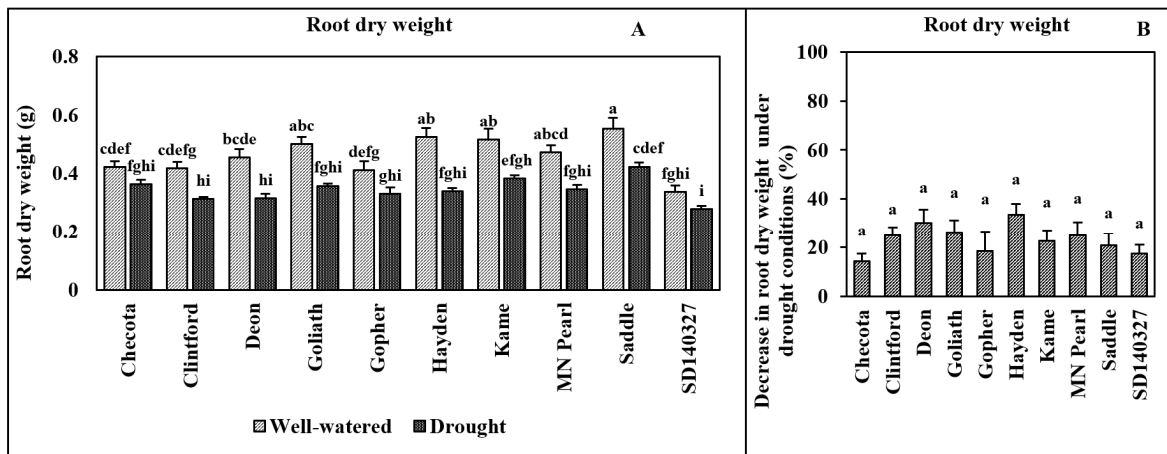 Root dry weight A
Root dry weight (g)
0.8
0.6
0.4
0.2
0
cdef
fghi
cdefg
hi
bcde
hi
abc
fghi
defg
ghi
ab
fghi
ab
efgh
abcd
fghi
a
cdef
fghi
i
Checota
Clintford
Deon
Goliath
Gopher
Hayden
Kame
MN Pearl
Saddle
SD140327
Well-watered Drought
Root dry weight B
Decrease in root dry weight under
drought conditions (%)
100
80
60
40
20
0
a
a
a
a
a
a
a
a
a
a
Checota
Clintford
Deon
Goliath
Gopher
Hayden
Kame
MN Pearl
Saddle
SD140327